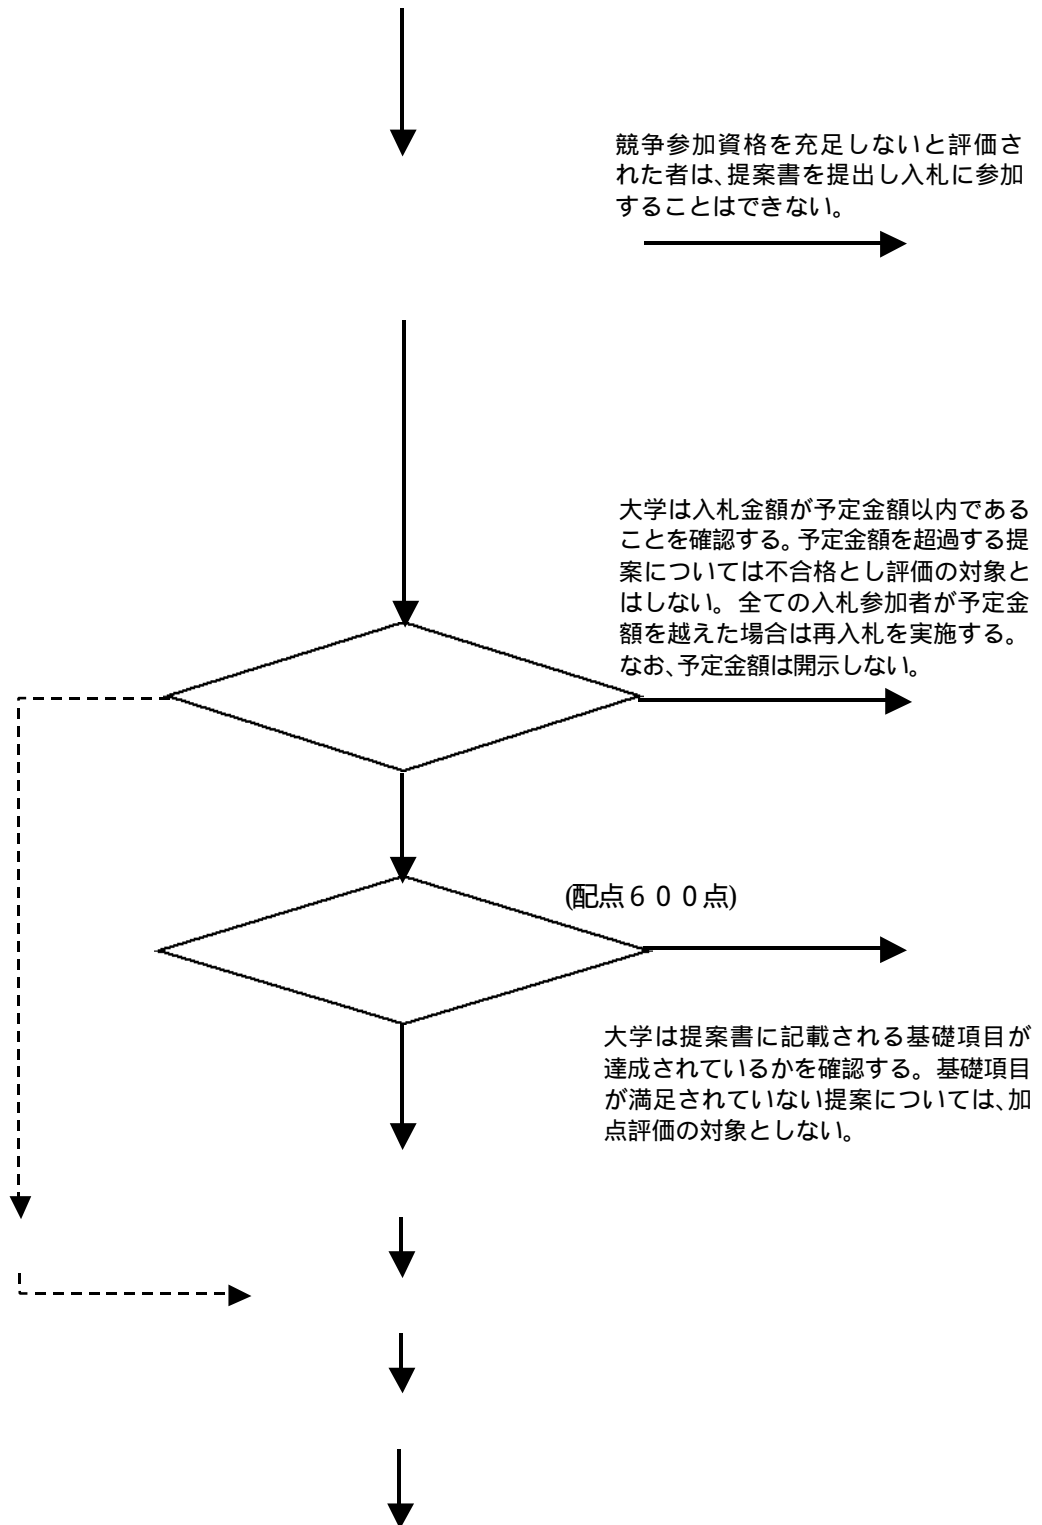 競争参加資格を充足しないと評価さ
れた者は、提案書を提出し入札に参加
することはできない。
大学は入札金額が予定金額以内である
ことを確認する。予定金額を超過する提
案については不合格とし評価の対象と
はしない。全ての入札参加者が予定金
額を越えた場合は再入札を実施する。
なお、予定金額は開示しない。
(配点６００点)
大学は提案書に記載される基礎項目が
達成されているかを確認する。基礎項目
が満足されていない提案については、加
点評価の対象としない。